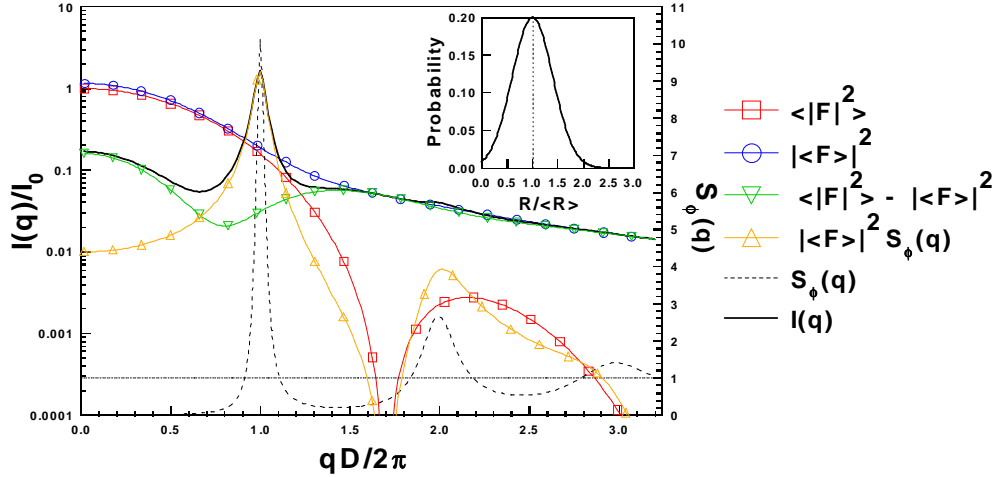 10
1
0.1
0.01
0.001
0.0001
I(q)/I₀
0.0
0.5
1.0
1.5
2.0
2.5
3.0
qD/2π
11
10
9
8
7
6
5
4
3
2
1
0
S_ϕ(q)
0.20
0.15
0.10
0.05
0.00
Probability
0.0 0.5 1.0 1.5 2.0 2.5 3.0
R/<R>
<|F|²>
|<F>|²
<|F|²> - |<F>|²
|<F>|² S_ϕ(q)
S_ϕ(q)
I(q)